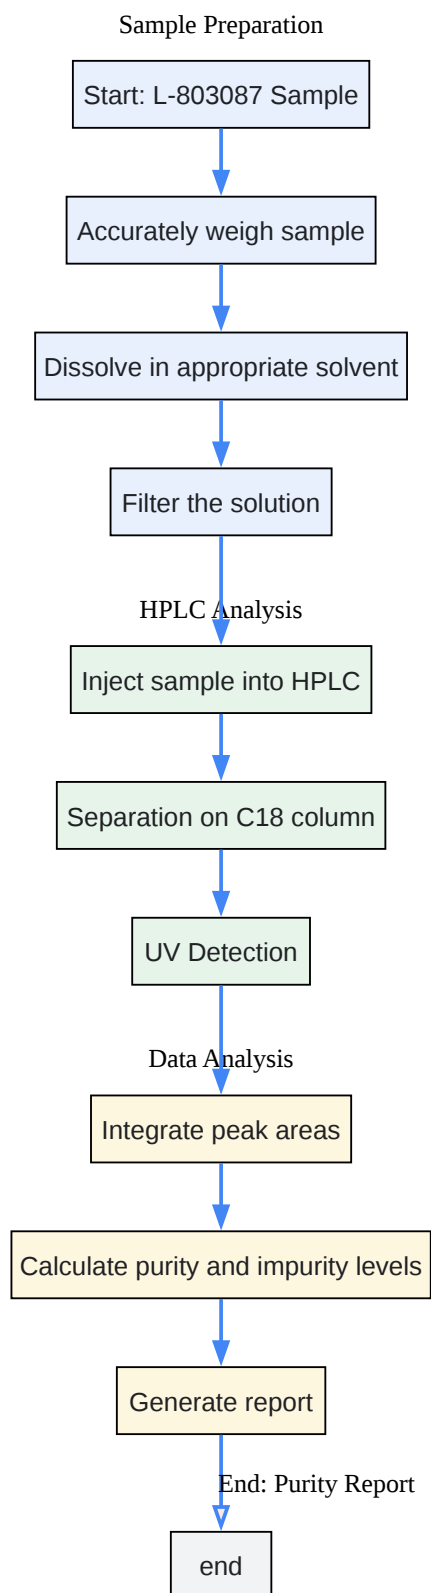 Sample Preparation
Start: L-803087 Sample
Accurately weigh sample
Dissolve in appropriate solvent
Filter the solution
HPLC Analysis
Inject sample into HPLC
Separation on C18 column
UV Detection
Data Analysis
Integrate peak areas
Calculate purity and impurity levels
Generate report
End: Purity Report
end